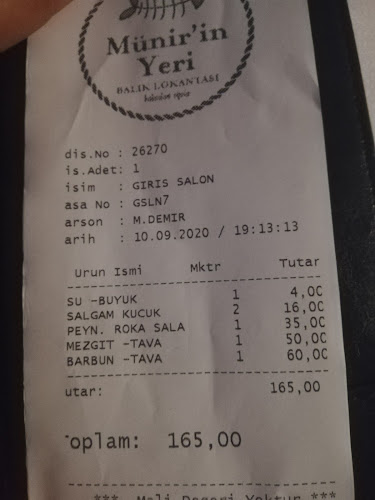 Münir'in
Yeri
BALIK LOKANTASI
dis.No : 26270
is.Adet: 1
isim : GIRIS SALON
asa No : GSLN7
arson : M.DEMIR
arih : 10.09.2020 / 19:13:13
Urun Ismi Mktr Tutar
SU -BUYUK 1 4,00
SALGAM KUCUK 2 16,00
PEYN. ROKA SALA 1 35,00
MEZGIT -TAVA 1 50,00
BARBUN -TAVA 1 60,00
utar: 165,00
oplam: 165,00
*** Mali Degeri Yoktur ***